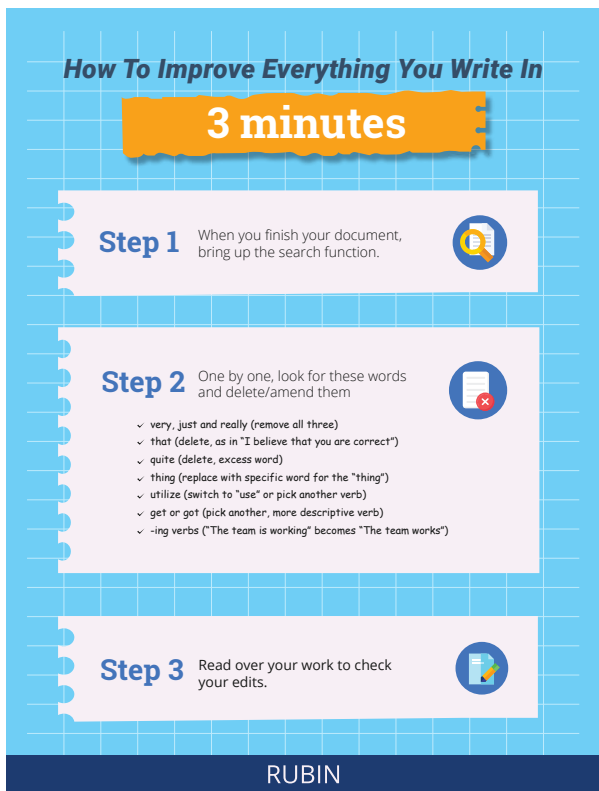 How To Improve Everything You Write In
3 minutes
Step 1
When you finish your document,
bring up the search function.
Step 2
One by one, look for these words
and delete/amend them
very, just and really (remove all three)
that (delete, as in “I believe that you are correct”)
quite (delete, excess word)
thing (replace with specific word for the “thing”)
utilize (switch to “use” or pick another verb)
get or got (pick another, more descriptive verb)
-ing verbs (“The team is working” becomes “The team works”)
Step 3
Read over your work to check
your edits.
RUBIN